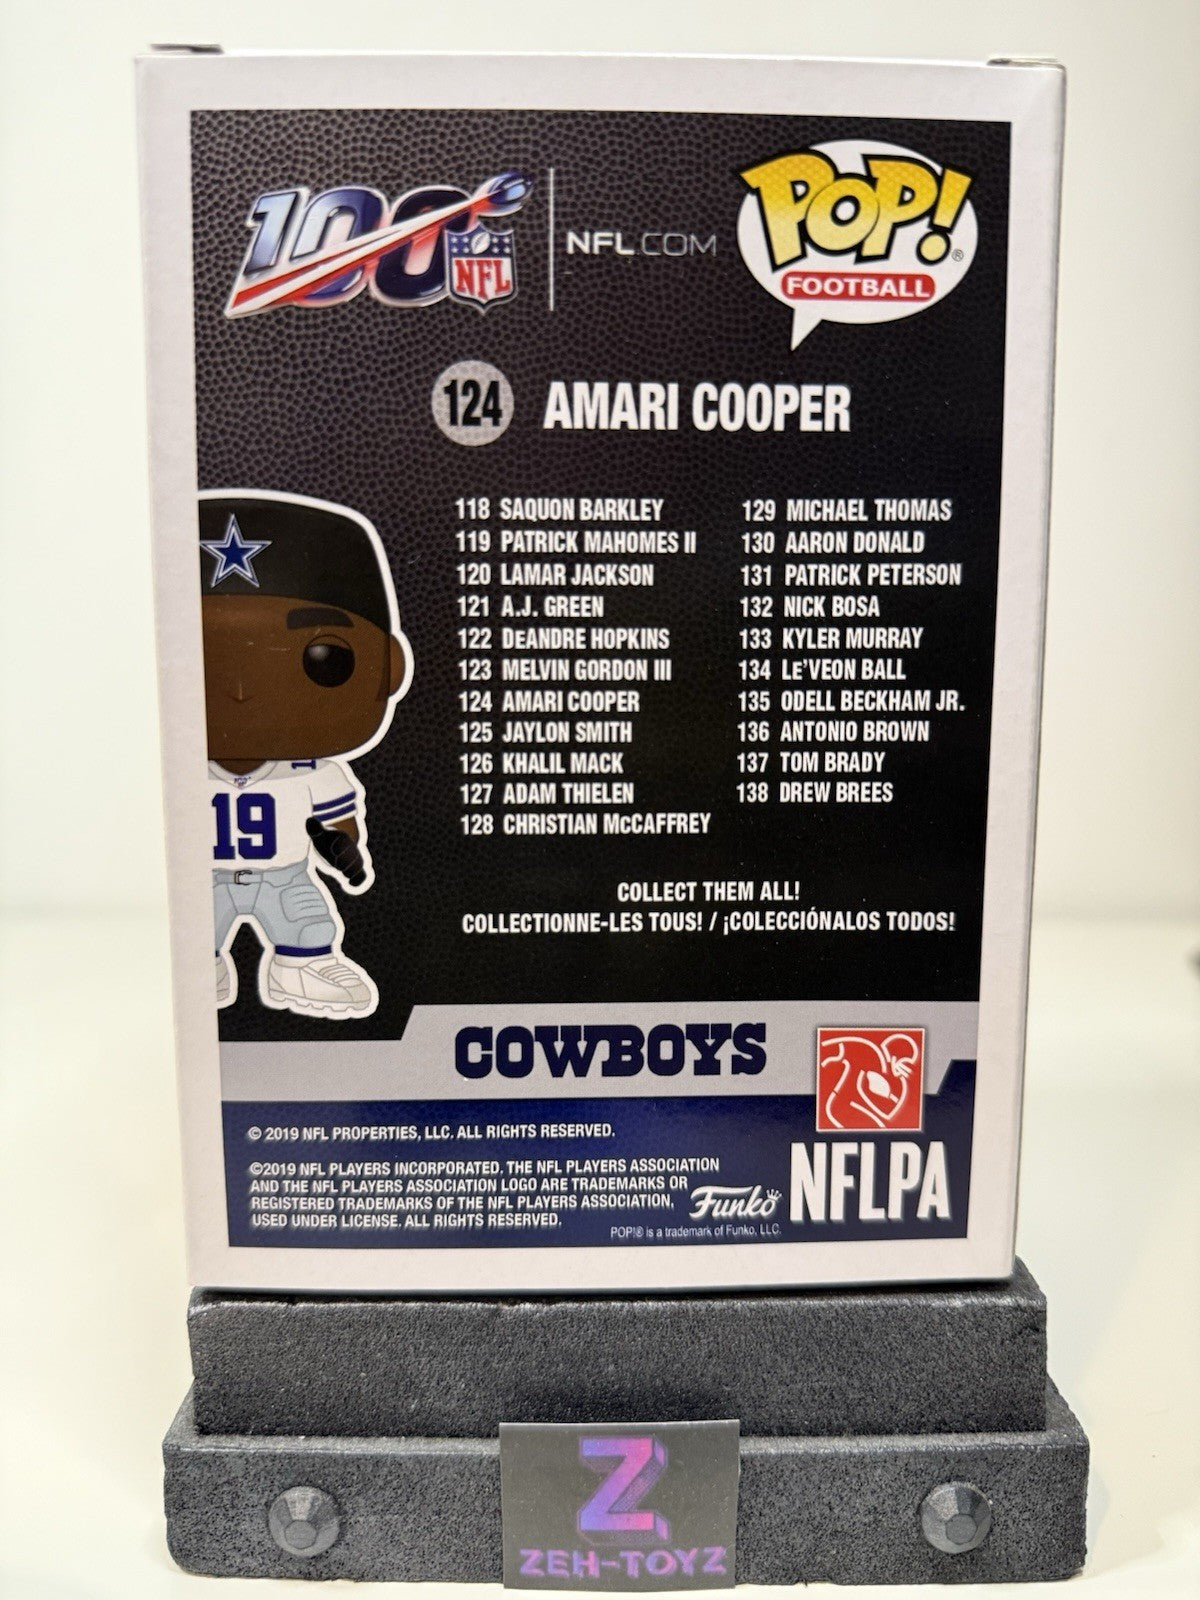 100 NFL
NFL.COM
POP!®
FOOTBALL
124 AMARI COOPER
118 SAQUON BARKLEY
119 PATRICK MAHOMES II
120 LAMAR JACKSON
121 A.J. GREEN
122 DeANDRE HOPKINS
123 MELVIN GORDON III
124 AMARI COOPER
125 JAYLON SMITH
126 KHALIL MACK
127 ADAM THIELEN
128 CHRISTIAN McCAFFREY
129 MICHAEL THOMAS
130 AARON DONALD
131 PATRICK PETERSON
132 NICK BOSA
133 KYLER MURRAY
134 Le'VEON BALL
135 ODELL BECKHAM JR.
136 ANTONIO BROWN
137 TOM BRADY
138 DREW BREES
1
19
COLLECT THEM ALL!
COLLECTIONNE-LES TOUS! / ¡COLECCIÓNALOS TODOS!
COWBOYS
© 2019 NFL PROPERTIES, LLC. ALL RIGHTS RESERVED.
©2019 NFL PLAYERS INCORPORATED. THE NFL PLAYERS ASSOCIATION
AND THE NFL PLAYERS ASSOCIATION LOGO ARE TRADEMARKS OR
REGISTERED TRADEMARKS OF THE NFL PLAYERS ASSOCIATION,
USED UNDER LICENSE. ALL RIGHTS RESERVED.
Funko
POP!® is a trademark of Funko, LLC.
NFLPA
Z
ZEH-TOYZ